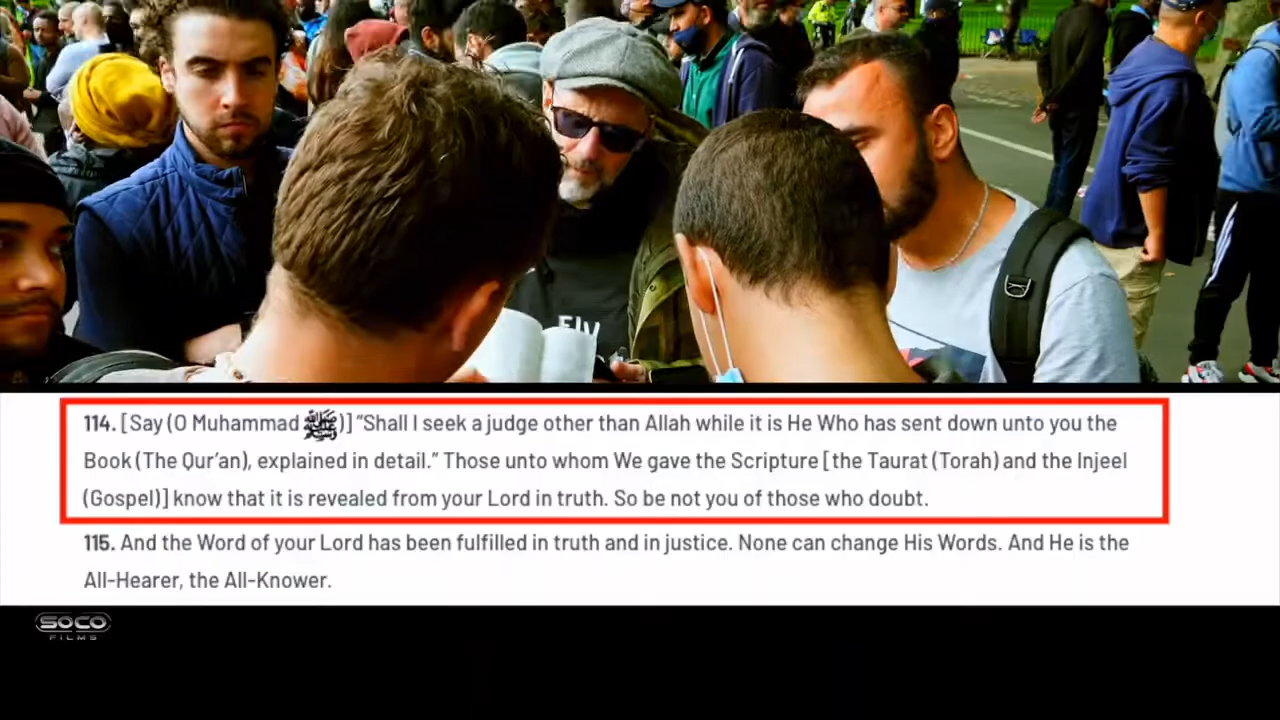 114. [Say (O Muhammad ﷺ)] “Shall I seek a judge other than Allah while it is He Who has sent down unto you the
Book (The Qur’an), explained in detail.” Those unto whom We gave the Scripture [the Taurat (Torah) and the Injeel
(Gospel)] know that it is revealed from your Lord in truth. So be not you of those who doubt.
115. And the Word of your Lord has been fulfilled in truth and in justice. None can change His Words. And He is the
All-Hearer, the All-Knower.
SOCO
FILMS